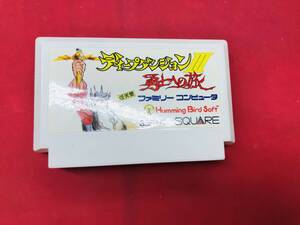 ディープダンジョンIII
勇士への旅
ファミリー コンピュータ
Humming Bird Soft
SQUARE